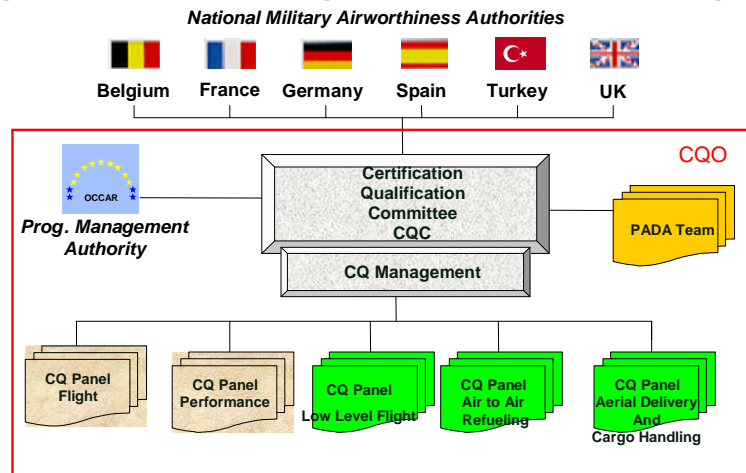 National Military Airworthiness Authorities
Belgium France Germany Spain Turkey UK
CQO
OCCAR
Prog. Management
Authority
Certification
Qualification
Committee
CQC
CQ Management
PADA Team
CQ Panel
Flight
CQ Panel
Performance
CQ Panel
Low Level Flight
CQ Panel
Air to Air
Refueling
CQ Panel
Aerial Delivery
And
Cargo Handling